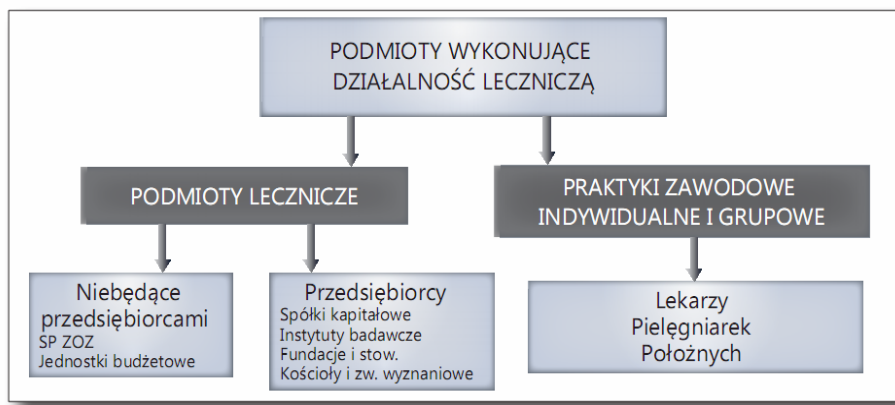 PODMIOTY WYKONUJĄCE
DZIAŁALNOŚĆ LECZNICZĄ
PODMIOTY LECZNICZE
PRAKTYKI ZAWODOWE
INDYWIDUALNE I GRUPOWE
Niebędące
przedsiębiorcami
SP ZOZ
Jednostki budżetowe
Przedsiębiorcy
Spółki kapitałowe
Instytuty badawcze
Fundacje i stow.
Kościoły i zw. wyznaniowe
Lekarzy
Pielęgniarek
Położnych